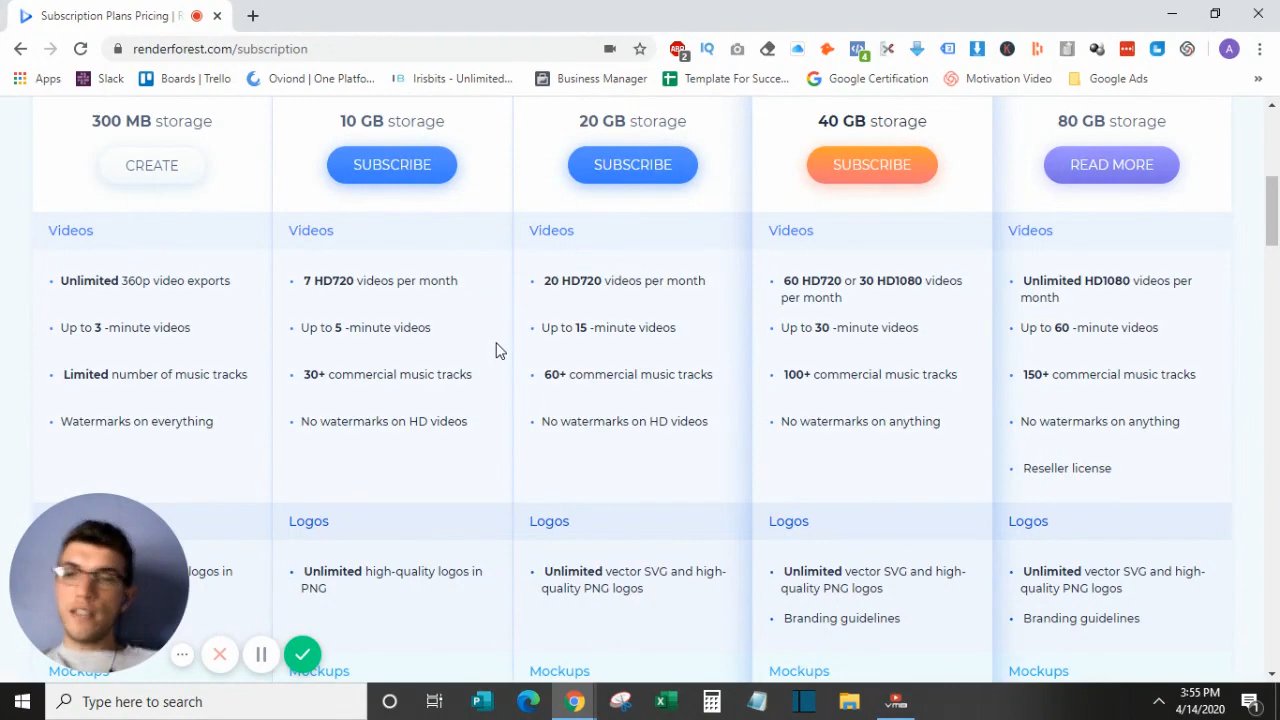 Subscription Plans Pricing | R
renderforest.com/subscription
ABP
2
IQ
4
A
Apps
Slack
Boards | Trello
Oviond | One Platfo...
Irisbits - Unlimited...
Business Manager
Template For Succe...
Google Certification
Motivation Video
Google Ads
»
300 MB storage
10 GB storage
20 GB storage
40 GB storage
80 GB storage
CREATE
SUBSCRIBE
SUBSCRIBE
SUBSCRIBE
READ MORE
Videos
Videos
Videos
Videos
Videos
Unlimited 360p video exports
7 HD720 videos per month
20 HD720 videos per month
60 HD720 or 30 HD1080 videos
per month
Unlimited HD1080 videos per
month
Up to 3 -minute videos
Up to 5 -minute videos
Up to 15 -minute videos
Up to 30 -minute videos
Up to 60 -minute videos
Limited number of music tracks
30+ commercial music tracks
60+ commercial music tracks
100+ commercial music tracks
150+ commercial music tracks
Watermarks on everything
No watermarks on HD videos
No watermarks on HD videos
No watermarks on anything
No watermarks on anything
Reseller license
Logos
Logos
Logos
Logos
logos in
Unlimited high-quality logos in
PNG
Unlimited vector SVG and high-
quality PNG logos
Unlimited vector SVG and high-
quality PNG logos
Unlimited vector SVG and high-
quality PNG logos
Branding guidelines
Branding guidelines
Mockups
Mockups
Mockups
Mockups
Mockups
Type here to search
3:55 PM
4/14/2020
1